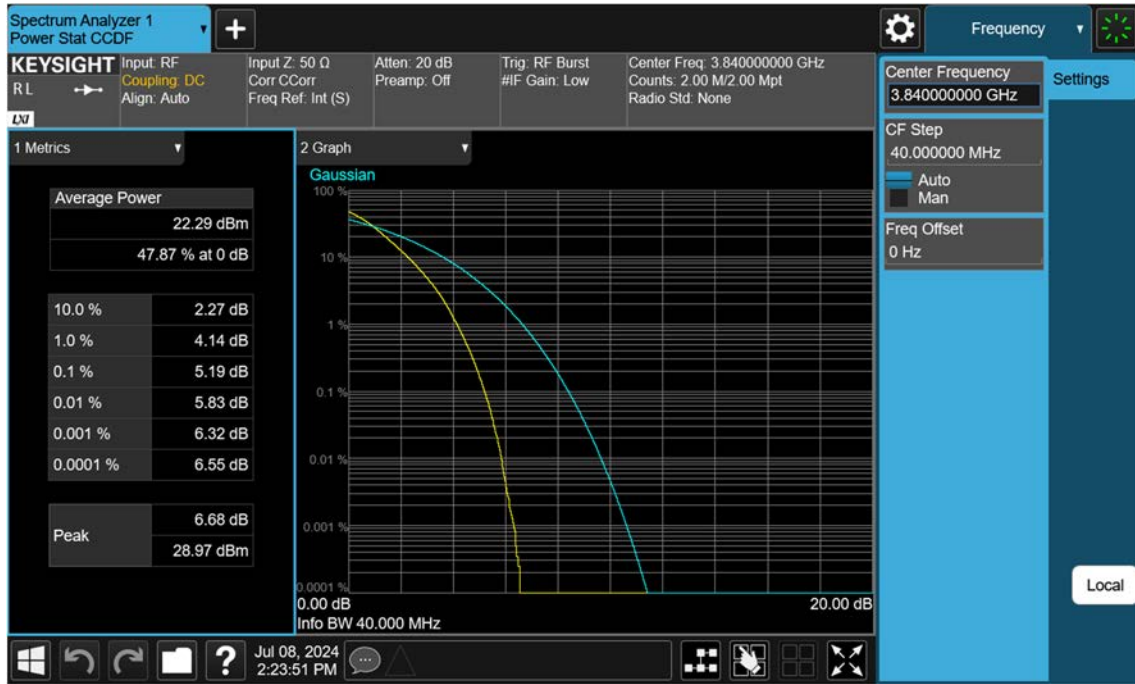 Spectrum Analyzer 1
Power Stat CCDF
Frequency
KEYSIGHT
RL
LXI
Input: RF
Coupling: DC
Align: Auto
Input Z: 50 Ω
Corr CCorr
Freq Ref: Int (S)
Atten: 20 dB
Preamp: Off
Trig: RF Burst
#IF Gain: Low
Center Freq: 3.840000000 GHz
Counts: 2.00 M/2.00 Mpt
Radio Std: None
1 Metrics
Average Power
22.29 dBm
47.87 % at 0 dB
10.0 % 2.27 dB
1.0 % 4.14 dB
0.1 % 5.19 dB
0.01 % 5.83 dB
0.001 % 6.32 dB
0.0001 % 6.55 dB
Peak
6.68 dB
28.97 dBm
2 Graph
Gaussian
100 %
10 %
1 %
0.1 %
0.01 %
0.001 %
0.0001 %
0.00 dB 20.00 dB
Info BW 40.000 MHz
Center Frequency
3.840000000 GHz
CF Step
40.000000 MHz
Auto
Man
Freq Offset
0 Hz
Settings
Local
?
Jul 08, 2024
2:23:51 PM